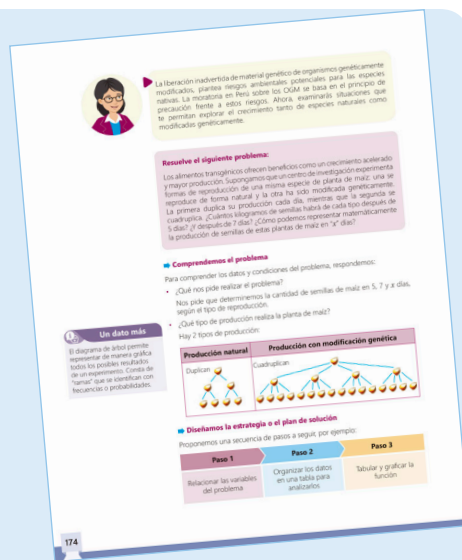 La liberación inadvertida de material genético de organismos genéticamente
modificados, plantea riesgos ambientales potenciales para las especies
nativas. La moratoria en Perú sobre los OGM se basa en el principio de
precaución frente a estos riesgos. Ahora, examinarás situaciones que
te permitan explorar el crecimiento tanto de especies naturales como
modificadas genéticamente.
Resuelve el siguiente problema:
Los alimentos transgénicos ofrecen beneficios como un crecimiento acelerado
y mayor producción. Supongamos que un centro de investigación experimenta
formas de reproducción de una misma especie de planta de maíz: una se
reproduce de forma natural y la otra ha sido modificada genéticamente.
La primera duplica su producción cada día, mientras que la segunda se
cuadruplica. ¿Cuántos kilogramos de semillas habrá de cada tipo después de
5 días? ¿Y después de 7 días? ¿Cómo podemos representar matemáticamente
la producción de semillas de estas plantas de maíz en "x" días?
Comprendemos el problema
Para comprender los datos y condiciones del problema, respondemos:
• ¿Qué nos pide realizar el problema?
Nos pide que determinemos la cantidad de semillas de maíz en 5, 7 y x días,
según el tipo de reproducción.
• ¿Qué tipo de producción realiza la planta de maíz?
Hay 2 tipos de producción:
Un dato más
El diagrama de árbol permite
representar de manera gráfica
todos los posibles resultados
de un experimento. Consta de
"ramas" que se identifican con
frecuencias o probabilidades.
Producción natural
Producción con modificación genética
Duplican
Cuadruplican
Diseñamos la estrategia o el plan de solución
Proponemos una secuencia de pasos a seguir, por ejemplo:
Paso 1
Paso 2
Paso 3
Relacionar las variables
del problema
Organizar los datos
en una tabla para
analizarlos
Tabular y graficar la
función
174